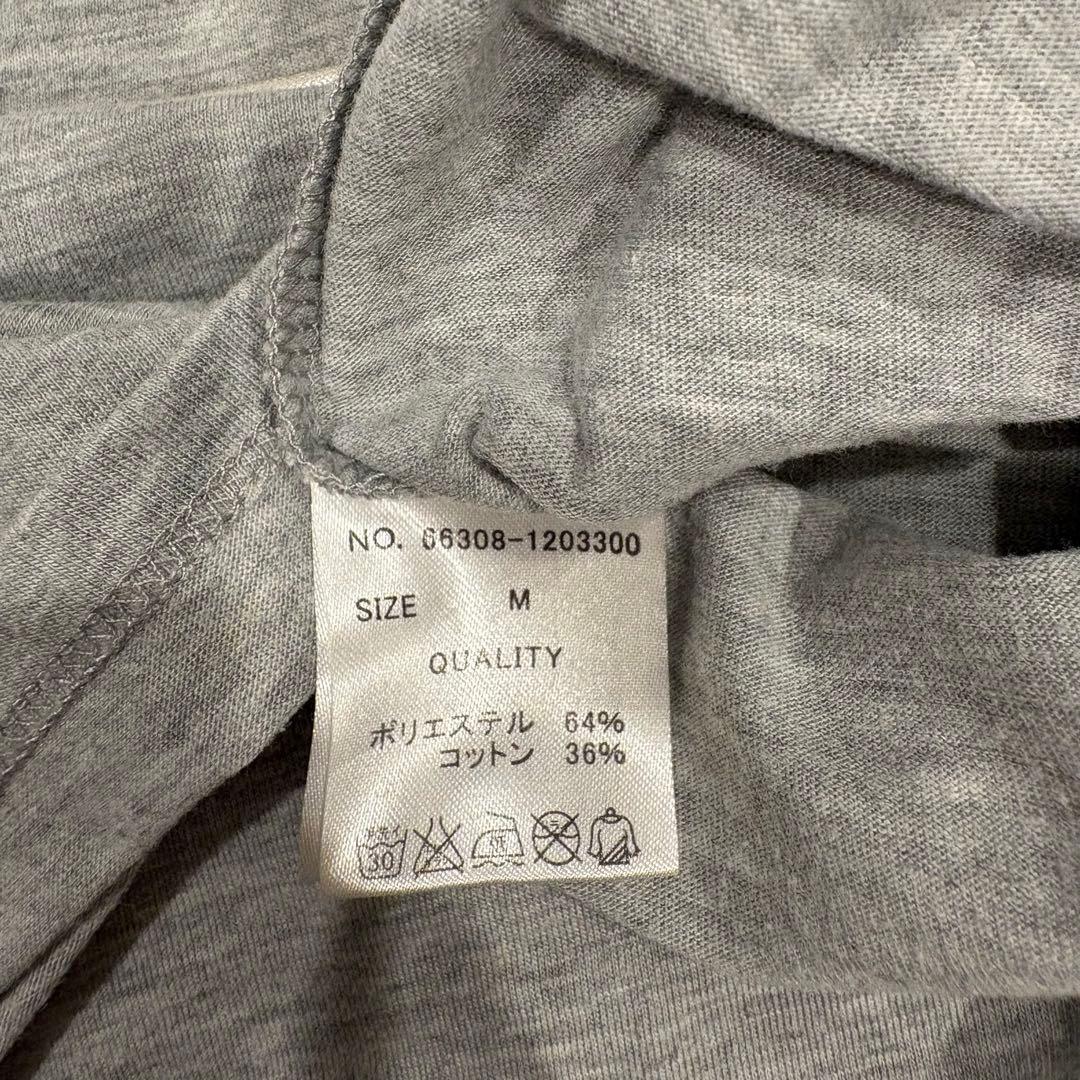 NO. 66308-1203300
SIZE M
QUALITY
ポリエステル 64%
コットン 36%
30